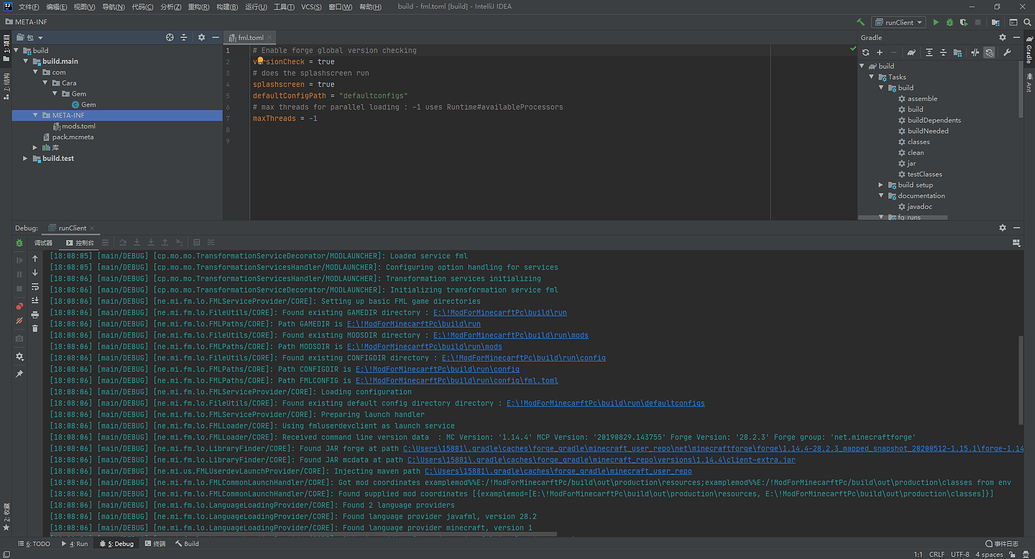 文件(F) 编辑(E) 视图(V) 导航(N) 代码(C) 分析(Z) 重构(R) 构建(B) 运行(U) 工具(T) VCS(S) 窗口(W) 帮助(H) build - fml.toml [build] - IntelliJ IDEA
META-INF runClient
包 fml.toml Gradle
build
build.main
com
Cara
Gem
Gem
META-INF
mods.toml
pack.mcmeta
库
build.test
1 # Enable forge global version checking
2 versionCheck = true
3 # does the splashscreen run
4 splashscreen = true
5 defaultConfigPath = "defaultconfigs"
6 # max threads for parallel loading : -1 uses Runtime#availableProcessors
7 maxThreads = -1
8
9
build
Tasks
build
assemble
build
buildDependents
buildNeeded
classes
clean
jar
testClasses
build setup
documentation
javadoc
fg_runs
Gradle
Ant
Debug: runClient
调试器 控制台
[18:08:05] [main/DEBUG] [cp.mo.mo.TransformationServiceDecorator/MODLAUNCHER]: Loaded service fml
[18:08:06] [main/DEBUG] [cp.mo.mo.TransformationServicesHandler/MODLAUNCHER]: Configuring option handling for services
[18:08:06] [main/DEBUG] [cp.mo.mo.TransformationServicesHandler/MODLAUNCHER]: Transformation services initializing
[18:08:06] [main/DEBUG] [cp.mo.mo.TransformationServiceDecorator/MODLAUNCHER]: Initializing transformation service fml
[18:08:06] [main/DEBUG] [ne.mi.fm.lo.FMLServiceProvider/CORE]: Setting up basic FML game directories
[18:08:06] [main/DEBUG] [ne.mi.fm.lo.FileUtils/CORE]: Found existing GAMEDIR directory : E:\!ModForMinecarftPc\build\run
[18:08:06] [main/DEBUG] [ne.mi.fm.lo.FMLPaths/CORE]: Path GAMEDIR is E:\!ModForMinecarftPc\build\run
[18:08:06] [main/DEBUG] [ne.mi.fm.lo.FileUtils/CORE]: Found existing MODSDIR directory : E:\!ModForMinecarftPc\build\run\mods
[18:08:06] [main/DEBUG] [ne.mi.fm.lo.FMLPaths/CORE]: Path MODSDIR is E:\!ModForMinecarftPc\build\run\mods
[18:08:06] [main/DEBUG] [ne.mi.fm.lo.FileUtils/CORE]: Found existing CONFIGDIR directory : E:\!ModForMinecarftPc\build\run\config
[18:08:06] [main/DEBUG] [ne.mi.fm.lo.FMLPaths/CORE]: Path CONFIGDIR is E:\!ModForMinecarftPc\build\run\config
[18:08:06] [main/DEBUG] [ne.mi.fm.lo.FMLPaths/CORE]: Path FMLCONFIG is E:\!ModForMinecarftPc\build\run\config\fml.toml
[18:08:06] [main/DEBUG] [ne.mi.fm.lo.FMLServiceProvider/CORE]: Loading configuration
[18:08:06] [main/DEBUG] [ne.mi.fm.lo.FileUtils/CORE]: Found existing default config directory directory : E:\!ModForMinecarftPc\build\run\defaultconfigs
[18:08:06] [main/DEBUG] [ne.mi.fm.lo.FMLServiceProvider/CORE]: Preparing launch handler
[18:08:06] [main/DEBUG] [ne.mi.fm.lo.FMLLoader/CORE]: Using fmluserdevclient as launch service
[18:08:06] [main/DEBUG] [ne.mi.fm.lo.FMLLoader/CORE]: Received command line version data : MC Version: '1.14.4' MCP Version: '20190829.143755' Forge Version: '28.2.3' Forge group: 'net.minecraftforge'
[18:08:06] [main/DEBUG] [ne.mi.fm.lo.LibraryFinder/CORE]: Found JAR forge at path C:\Users\15881\.gradle\caches\forge_gradle\minecraft_user_repo\net\minecraftforge\forge\1.14.4-28.2.3_mapped_snapshot_20200512-1.15.1\forge-1.14
[18:08:06] [main/DEBUG] [ne.mi.fm.lo.LibraryFinder/CORE]: Found JAR mcdata at path C:\Users\15881\.gradle\caches\forge_gradle\minecraft_repo\versions\1.14.4\client-extra.jar
[18:08:06] [main/DEBUG] [ne.mi.us.FMLUserdevLaunchProvider/CORE]: Injecting maven path C:\Users\15881\.gradle\caches\forge_gradle\minecraft_user_repo
[18:08:06] [main/DEBUG] [ne.mi.fm.lo.FMLCommonLaunchHandler/CORE]: Got mod coordinates examplemod%%E:/!ModForMinecarftPc/build\out\production\resources;examplemod%%E:/!ModForMinecarftPc/build\out\production\classes from env
[18:08:06] [main/DEBUG] [ne.mi.fm.lo.FMLCommonLaunchHandler/CORE]: Found supplied mod coordinates [{examplemod=[E:\!ModForMinecarftPc\build\out\production\resources, E:\!ModForMinecarftPc\build\out\production\classes]}]
[18:08:06] [main/DEBUG] [ne.mi.fm.lo.LanguageLoadingProvider/CORE]: Found 2 language providers
[18:08:06] [main/DEBUG] [ne.mi.fm.lo.LanguageLoadingProvider/CORE]: Found language provider javafml, version 28.2
[18:08:06] [main/DEBUG] [ne.mi.fm.lo.LanguageLoadingProvider/CORE]: Found language provider minecraft, version 1
6: TODO 4: Run 5: Debug 终端 Build 事件日志
1:1 CRLF UTF-8 4 spaces